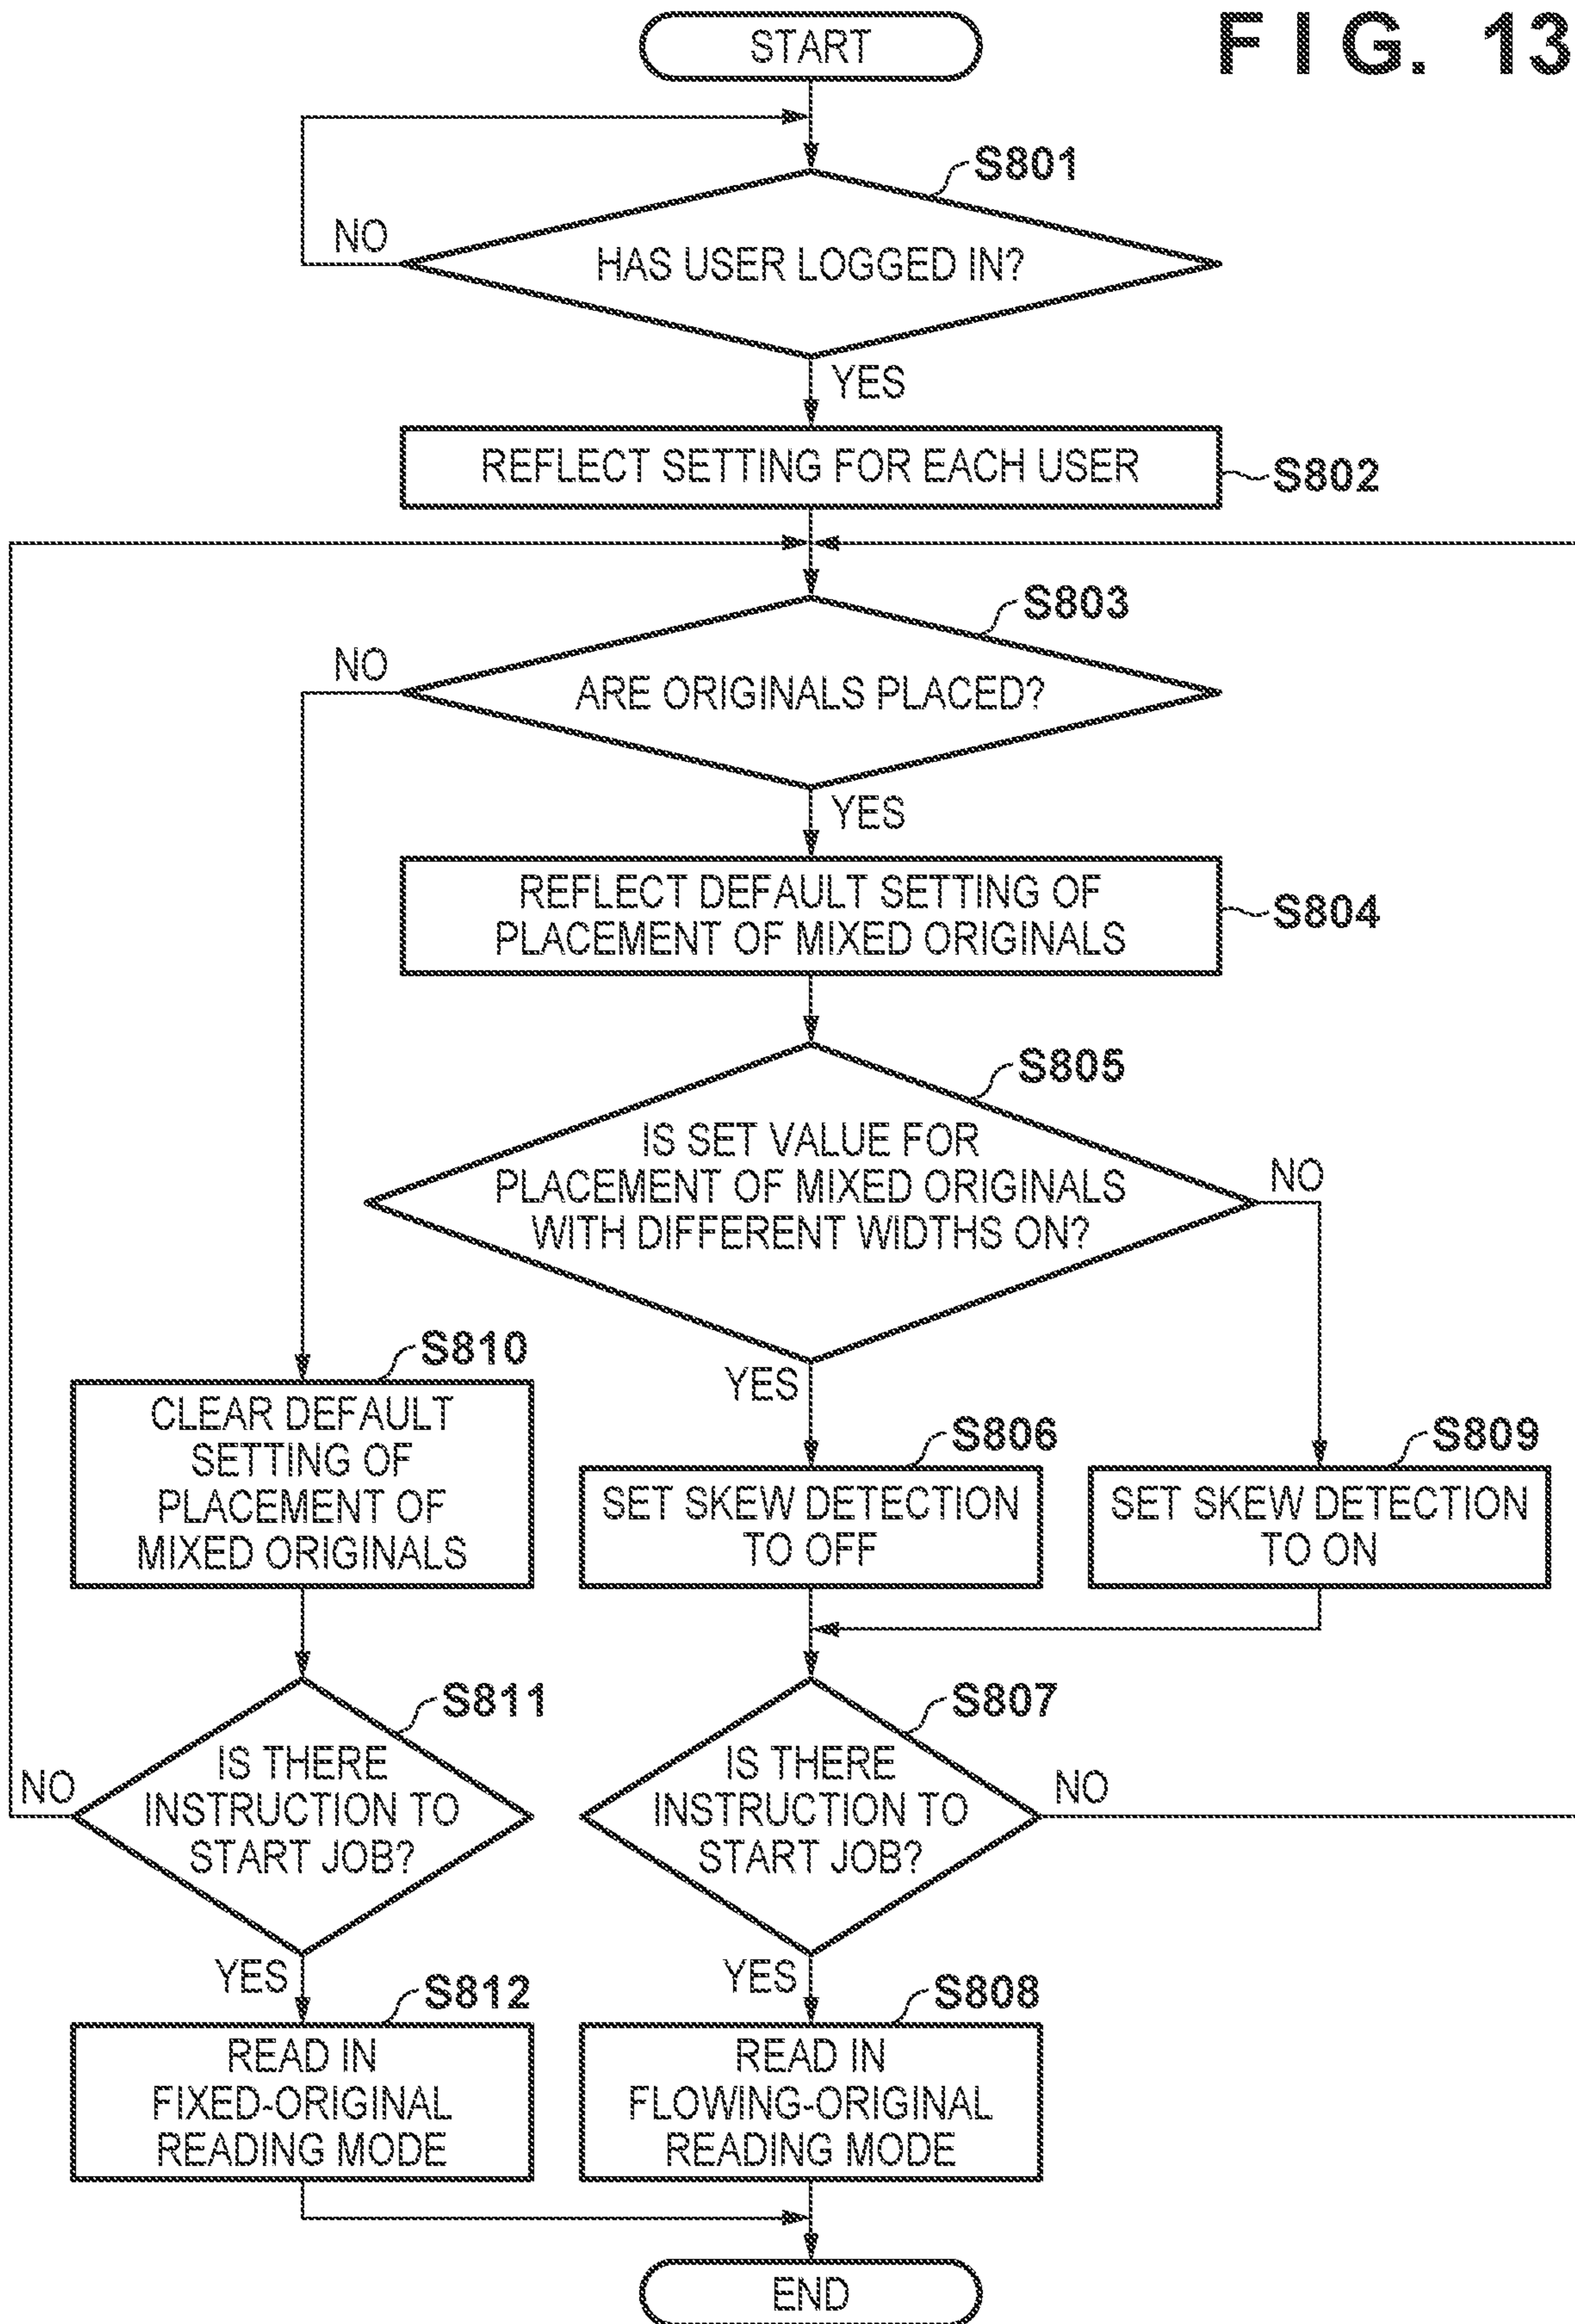 FIG. 13
START
S801
NO
HAS USER LOGGED IN?
YES
REFLECT SETTING FOR EACH USER
S802
S803
NO
ARE ORIGINALS PLACED?
YES
REFLECT DEFAULT SETTING OF
PLACEMENT OF MIXED ORIGINALS
S804
S805
IS SET VALUE FOR
PLACEMENT OF MIXED ORIGINALS
WITH DIFFERENT WIDTHS ON?
NO
YES
S810
CLEAR DEFAULT
SETTING OF
PLACEMENT OF
MIXED ORIGINALS
S806
SET SKEW DETECTION
TO OFF
S809
SET SKEW DETECTION
TO ON
S811
IS THERE
INSTRUCTION TO
START JOB?
NO
YES
S807
IS THERE
INSTRUCTION TO
START JOB?
NO
YES
S812
READ IN
FIXED-ORIGINAL
READING MODE
S808
READ IN
FLOWING-ORIGINAL
READING MODE
END